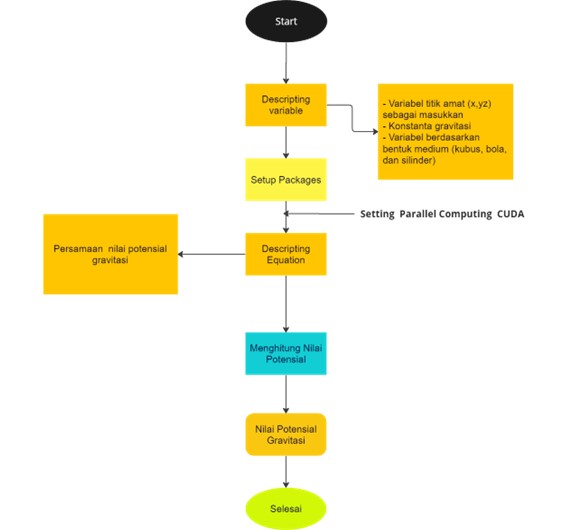 Start
Descripting
variable
- Variabel titik amat (x,yz)
sebagai masukkan
- Konstanta gravitasi
- Variabel berdasarkan
bentuk medium (kubus, bola,
dan silinder)
Setup Packages
Setting Parallel Computing CUDA
Persamaan nilai potensial
gravitasi
Descripting
Equation
Menghitung Nilai
Potensial
Nilai Potensial
Gravitasi
Selesai